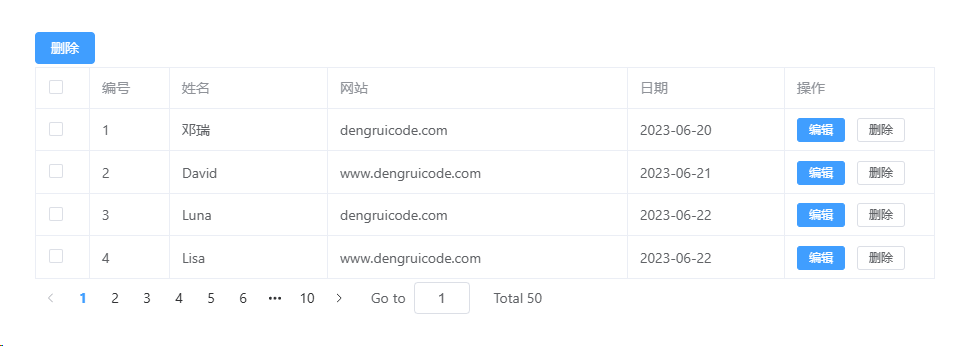 删除
编号 姓名 网站 日期 操作
1 邓瑞 dengruicode.com 2023-06-20 编辑 删除
2 David www.dengruicode.com 2023-06-21 编辑 删除
3 Luna dengruicode.com 2023-06-22 编辑 删除
4 Lisa www.dengruicode.com 2023-06-22 编辑 删除
< 1 2 3 4 5 6 ••• 10 > Go to 1 Total 50